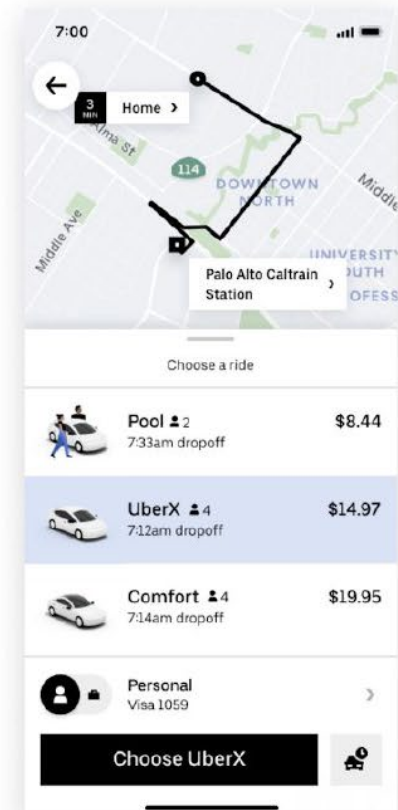 7:00
3
MIN
Home
Alma St
114
DOWNTOWN
NORTH
Middle
Middle Ave
UNIVERSITY
Palo Alto Caltrain
Station
UTH
OFESS
Choose a ride
Pool 2
$8.44
7:33am dropoff
UberX 4
$14.97
7:12am dropoff
Comfort 4
$19.95
7:14am dropoff
Personal
Visa 1059
Choose UberX